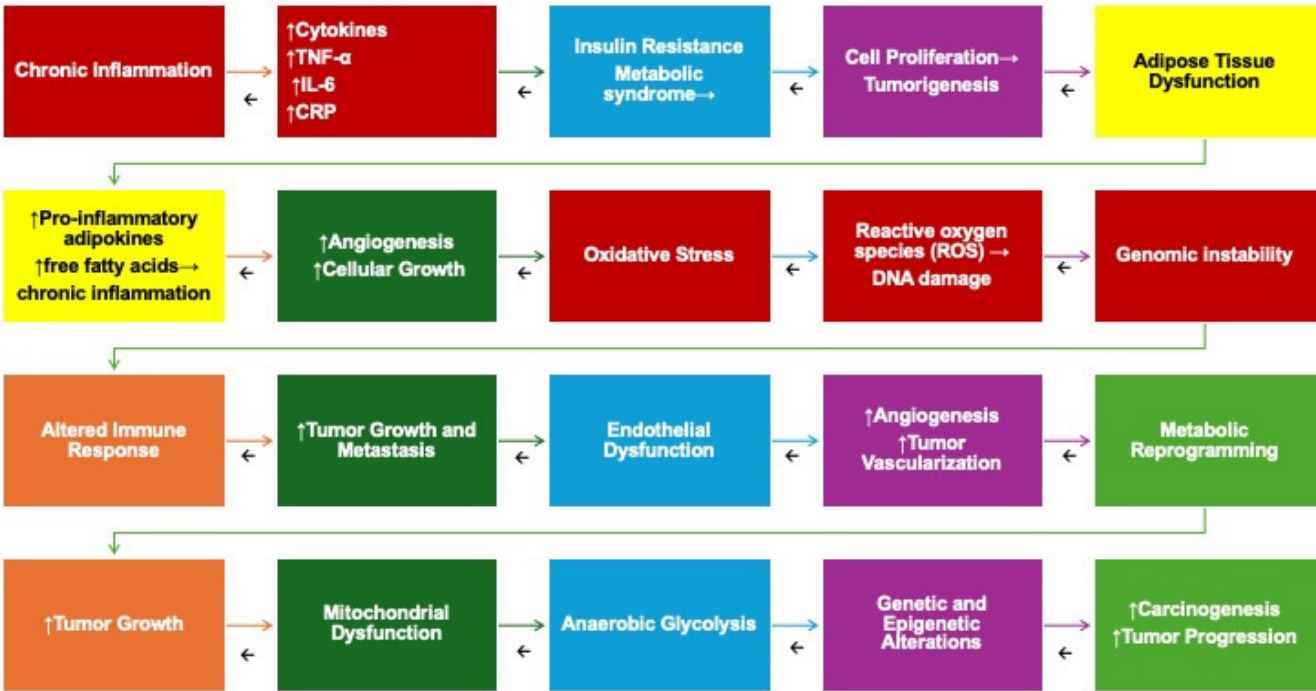 Chronic Inflammation
↑Cytokines
↑TNF-α
↑IL-6
↑CRP
Insulin Resistance
Metabolic
syndrome→
Cell Proliferation→
Tumorigenesis
Adipose Tissue
Dysfunction
↑Pro-inflammatory
adipokines
↑free fatty acids→
chronic inflammation
↑Angiogenesis
↑Cellular Growth
Oxidative Stress
Reactive oxygen
species (ROS) →
DNA damage
Genomic instability
Altered Immune
Response
↑Tumor Growth and
Metastasis
Endothelial
Dysfunction
↑Angiogenesis
↑Tumor
Vascularization
Metabolic
Reprogramming
↑Tumor Growth
Mitochondrial
Dysfunction
Anaerobic Glycolysis
Genetic and
Epigenetic
Alterations
↑Carcinogenesis
↑Tumor Progression